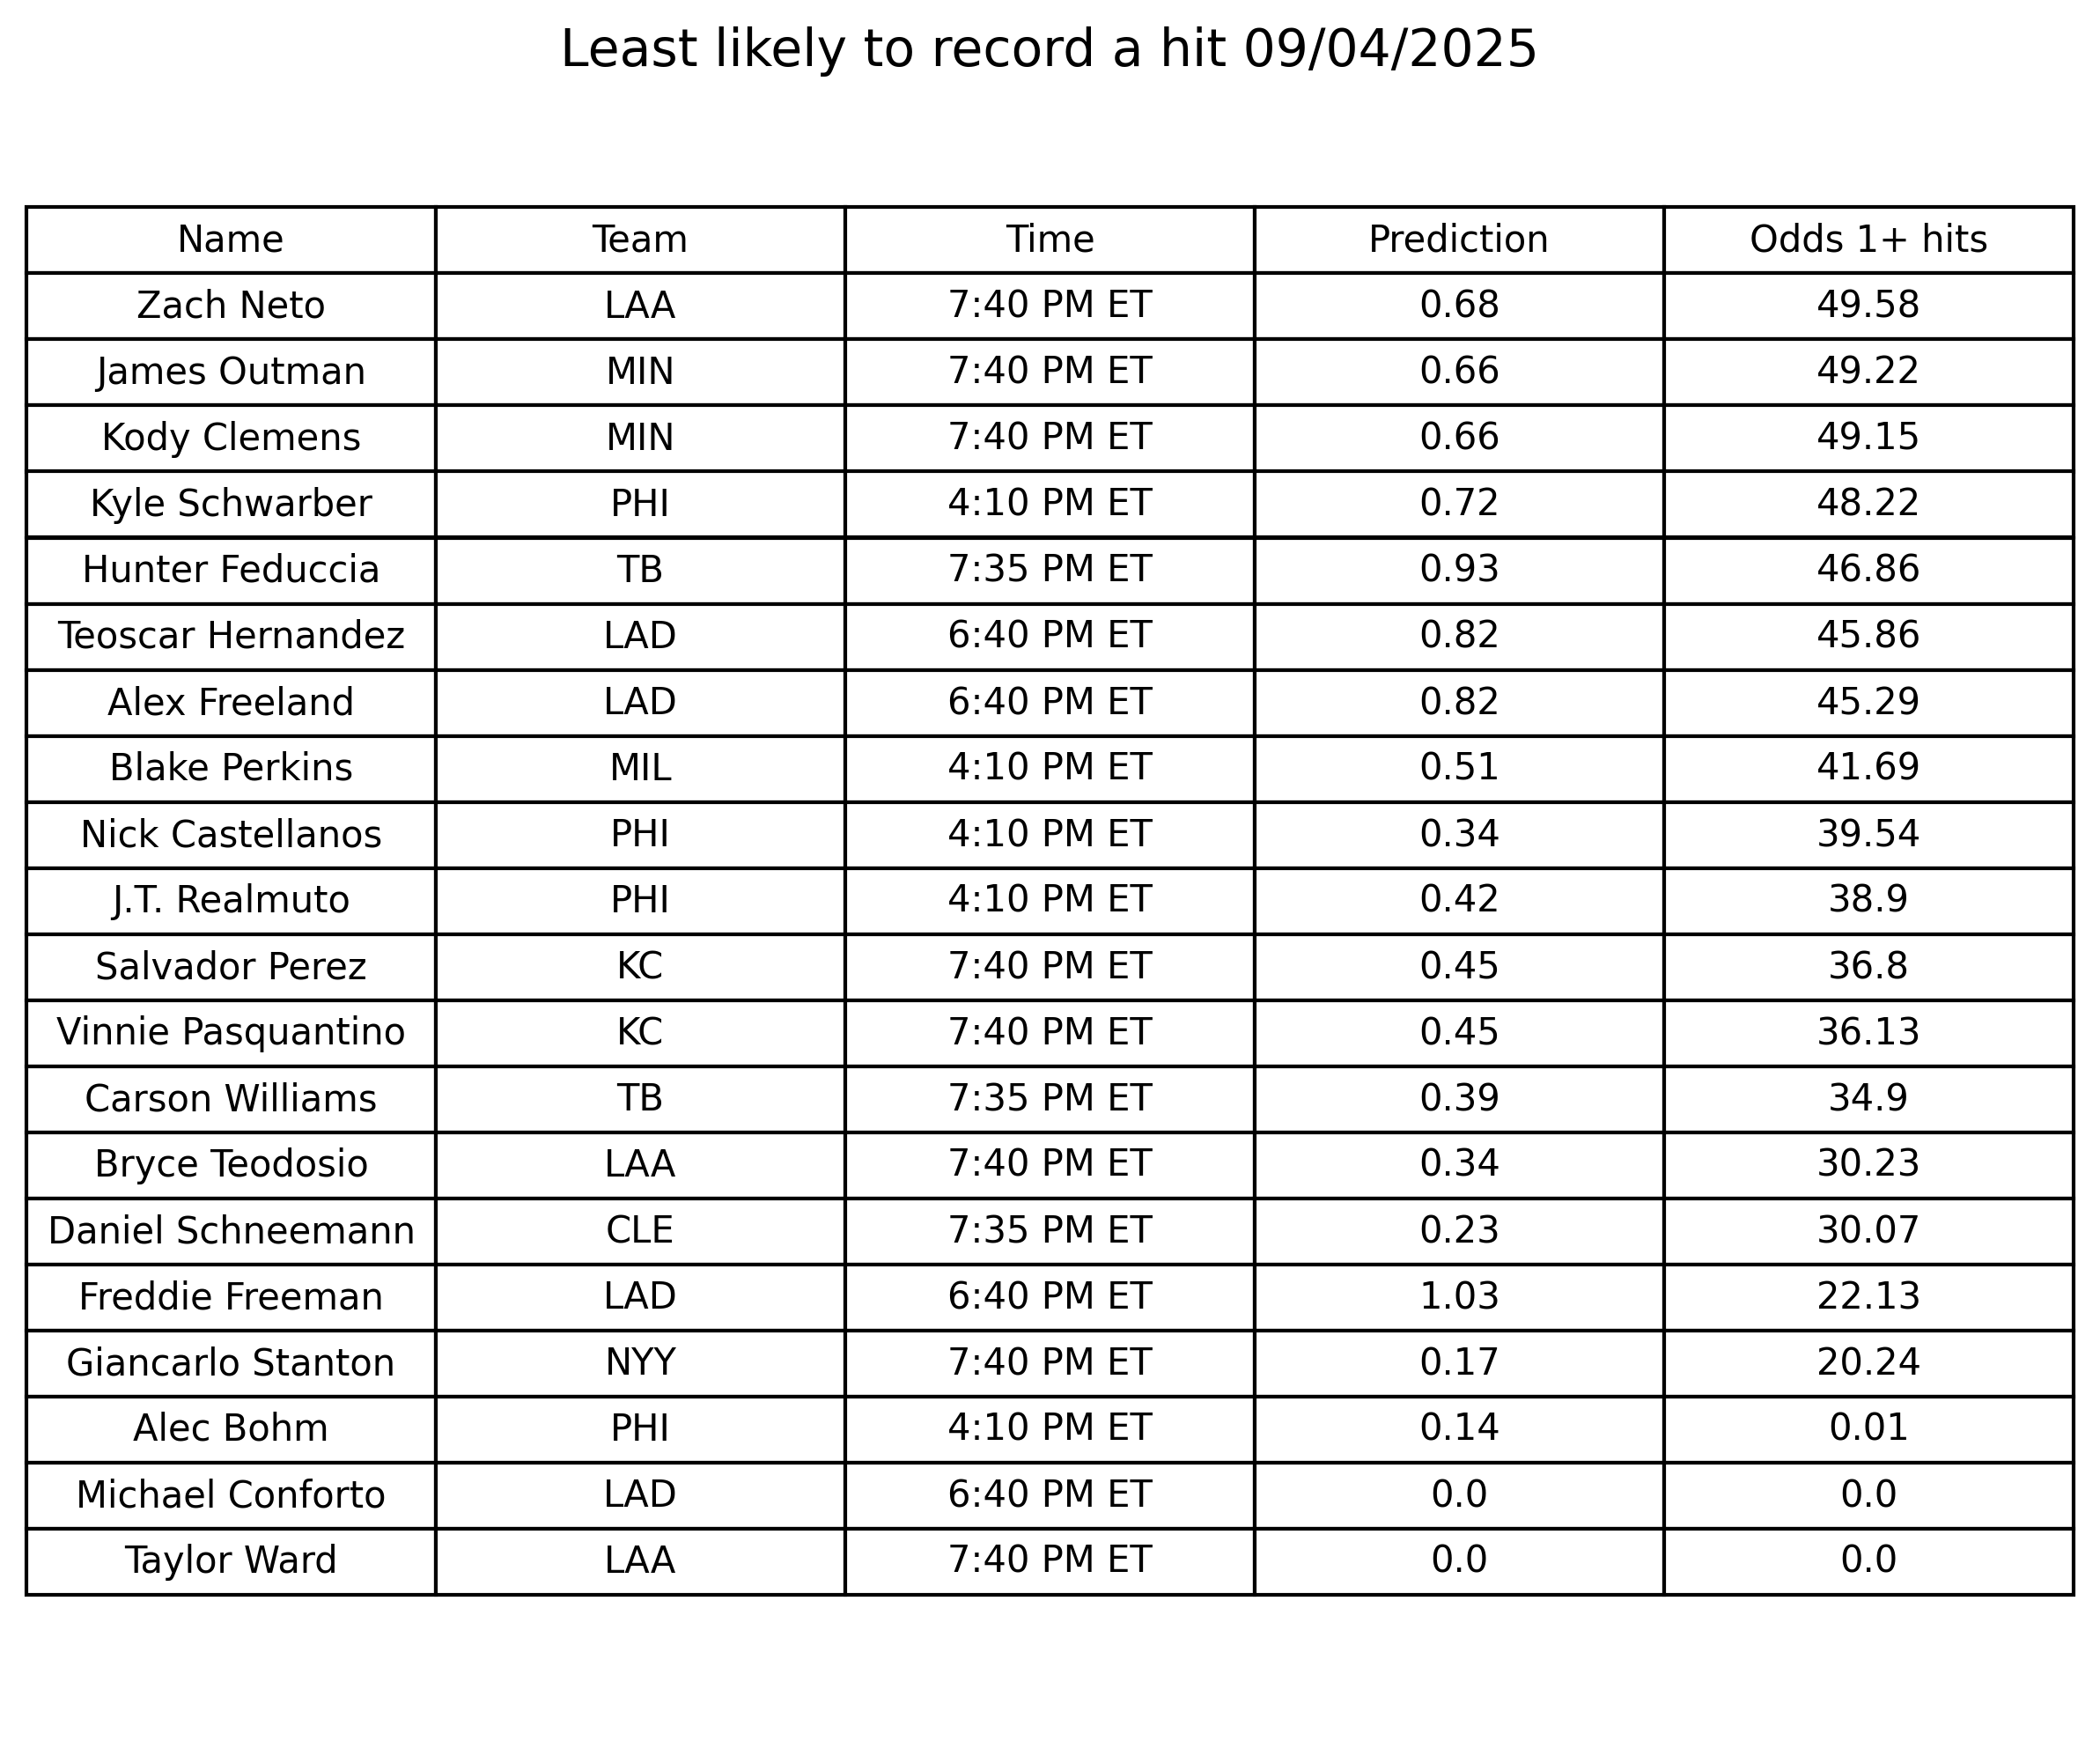 Least likely to record a hit 09/04/2025
Name Team Time Prediction Odds 1+ hits
Zach Neto LAA 7:40 PM ET 0.68 49.58
James Outman MIN 7:40 PM ET 0.66 49.22
Kody Clemens MIN 7:40 PM ET 0.66 49.15
Kyle Schwarber PHI 4:10 PM ET 0.72 48.22
Hunter Feduccia TB 7:35 PM ET 0.93 46.86
Teoscar Hernandez LAD 6:40 PM ET 0.82 45.86
Alex Freeland LAD 6:40 PM ET 0.82 45.29
Blake Perkins MIL 4:10 PM ET 0.51 41.69
Nick Castellanos PHI 4:10 PM ET 0.34 39.54
J.T. Realmuto PHI 4:10 PM ET 0.42 38.9
Salvador Perez KC 7:40 PM ET 0.45 36.8
Vinnie Pasquantino KC 7:40 PM ET 0.45 36.13
Carson Williams TB 7:35 PM ET 0.39 34.9
Bryce Teodosio LAA 7:40 PM ET 0.34 30.23
Daniel Schneemann CLE 7:35 PM ET 0.23 30.07
Freddie Freeman LAD 6:40 PM ET 1.03 22.13
Giancarlo Stanton NYY 7:40 PM ET 0.17 20.24
Alec Bohm PHI 4:10 PM ET 0.14 0.01
Michael Conforto LAD 6:40 PM ET 0.0 0.0
Taylor Ward LAA 7:40 PM ET 0.0 0.0